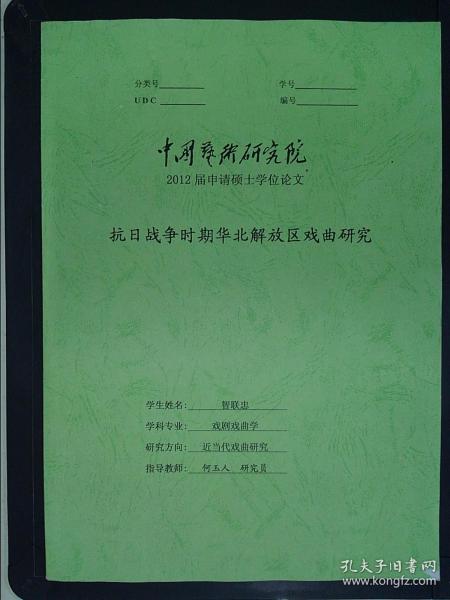 分类号
学号
UDC
编号
中国艺术研究院
2012届申请硕士学位论文
抗日战争时期华北解放区戏曲研究
学生姓名: 智联忠
学科专业: 戏剧戏曲学
研究方向: 近当代戏曲研究
指导教师: 何玉人 研究员
孔夫子旧书网
www.kongfz.com